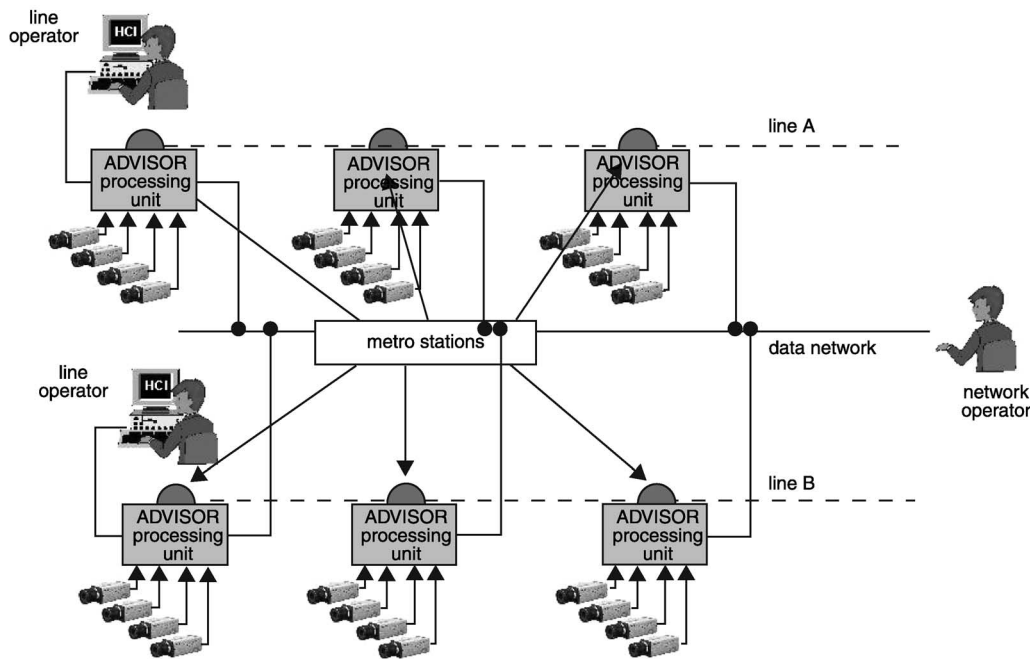 line
operator
HCI
line A
ADVISOR
processing
unit
ADVISOR
processing
unit
ADVISOR
processing
unit
metro stations
data network
line
operator
HCI
network
operator
line B
ADVISOR
processing
unit
ADVISOR
processing
unit
ADVISOR
processing
unit